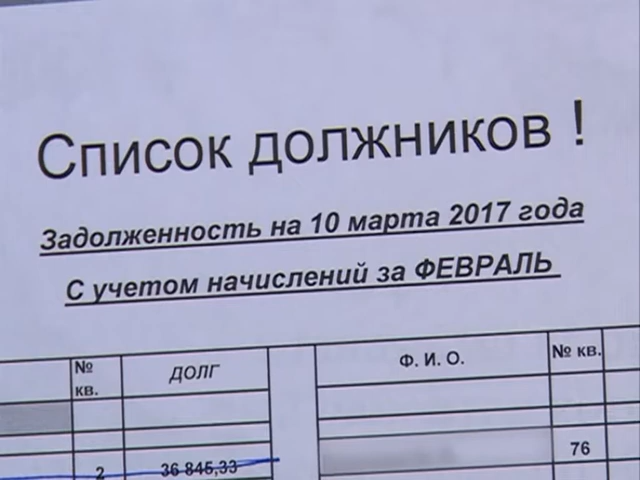 Список должников !
Задолженность на 10 марта 2017 года
С учетом начислений за ФЕВРАЛЬ
№ кв. ДОЛГ Ф. И. О. № кв.
76
2 36 845,33